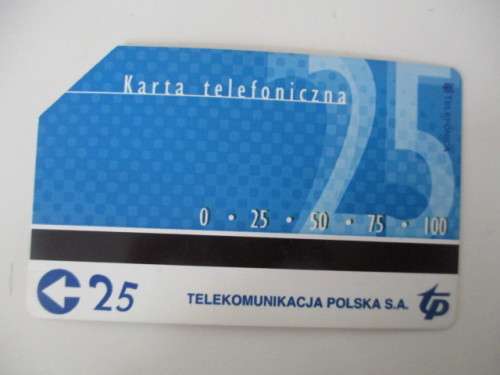 Karta telefoniczna
25
0 • 25 • 50 • 75 • 100
25
TELEKOMUNIKACJA POLSKA S.A.
tp